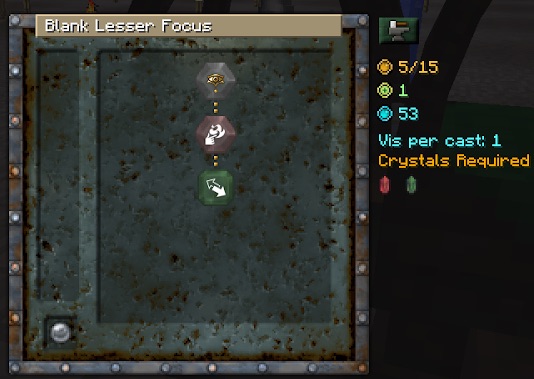 Blank Lesser Focus
5/15
1
53
Vis per cast: 1
Crystals Required